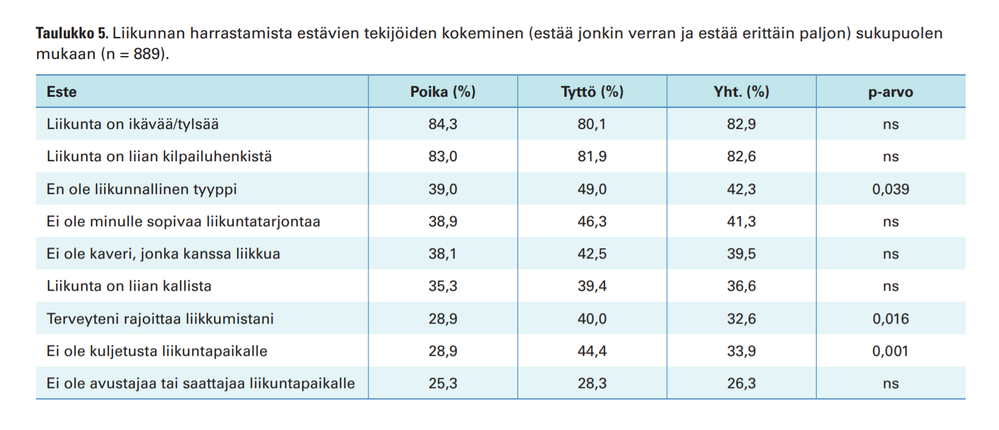 Taulukko 5. Liikunnan harrastamista estävien tekijöiden kokeminen (estää jonkin verran ja estää erittäin paljon) sukupuolen
mukaan (n = 889).
Este Poika (%) Tyttö (%) Yht. (%) p-arvo
Liikunta on ikävää/tylsää 84,3 80,1 82,9 ns
Liikunta on liian kilpailuhenkistä 83,0 81,9 82,6 ns
En ole liikunnallinen tyyppi 39,0 49,0 42,3 0,039
Ei ole minulle sopivaa liikuntatarjontaa 38,9 46,3 41,3 ns
Ei ole kaveri, jonka kanssa liikkua 38,1 42,5 39,5 ns
Liikunta on liian kallista 35,3 39,4 36,6 ns
Terveyteni rajoittaa liikkumistani 28,9 40,0 32,6 0,016
Ei ole kuljetusta liikuntapaikalle 28,9 44,4 33,9 0,001
Ei ole avustajaa tai saattajaa liikuntapaikalle 25,3 28,3 26,3 ns